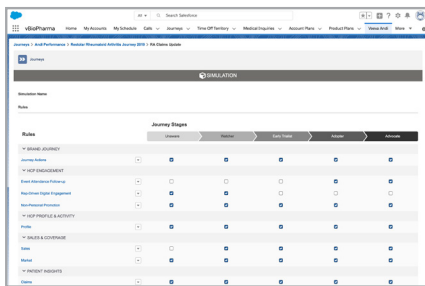 All
Search Salesforce
vBioPharma Home My Accounts My Schedule Calls Journeys Time Off Territory Medical Inquiries Account Plans Product Plans Veeva Andi More
Journeys > Andi Performance > Restolar Rheumatoid Arthritis Journey 2019 > RA Claims Update
Journeys
SIMULATION
Simulation Name
Rules
Journey Stages
Rules
Unaware
Early Trialist
Adopter
Advocate
BRAND JOURNEY
Journey Actions
HCP ENGAGEMENT
Event Attendance Follow-up
Rep-Driven Digital Engagement
Non-Personal Promotion
HCP PROFILE & ACTIVITY
Profile
SALES & COVERAGE
Sales
Market
PATIENT INSIGHTS
Claims